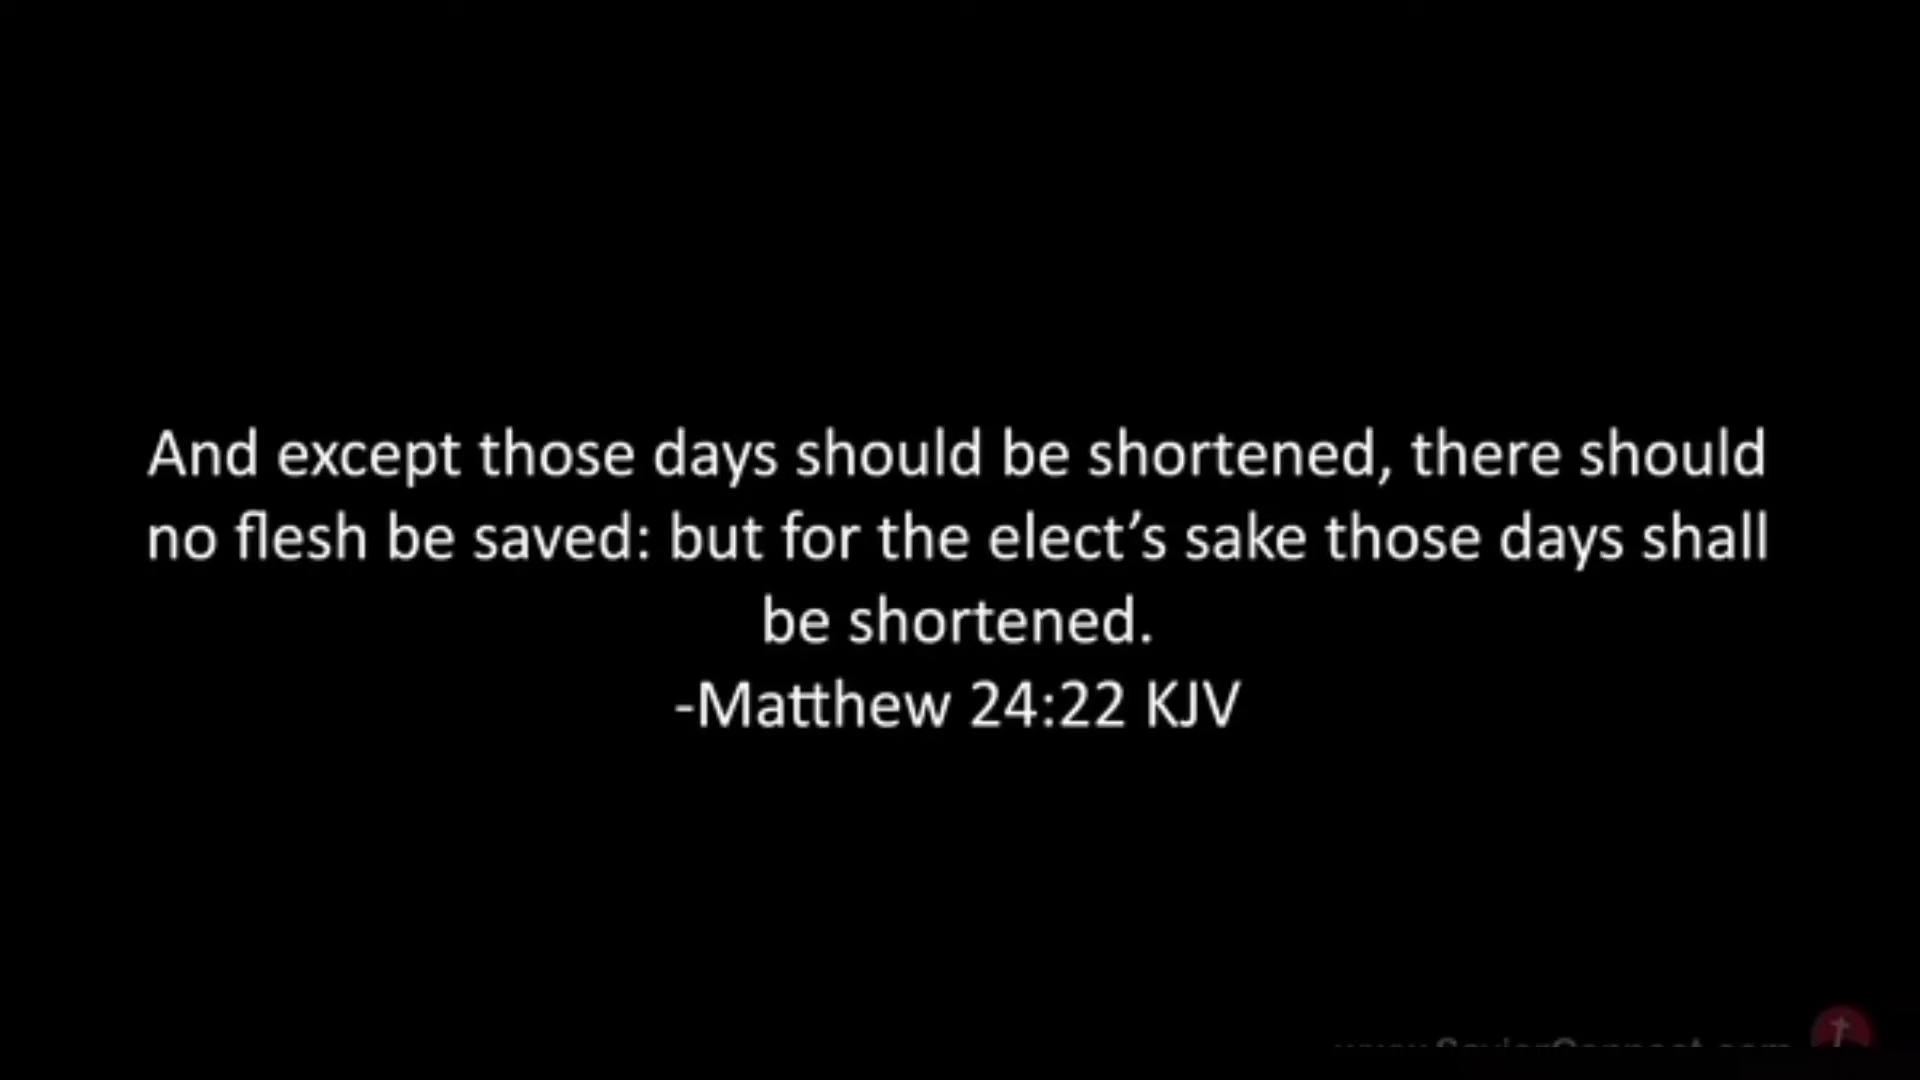 And except those days should be shortened, there should
no flesh be saved: but for the elect’s sake those days shall
be shortened.
-Matthew 24:22 KJV